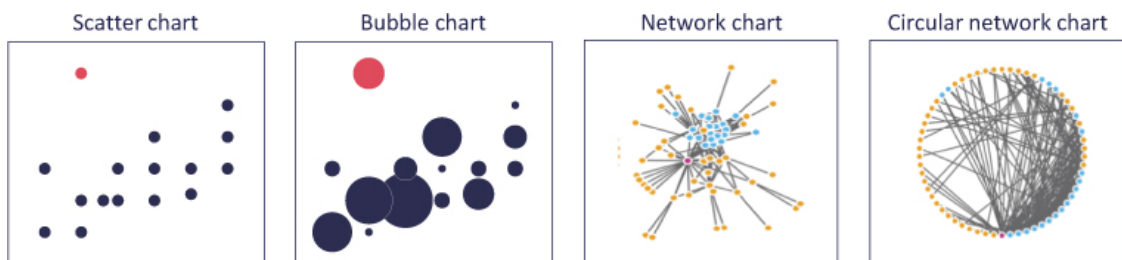 Scatter chart
Bubble chart
Network chart
Circular network chart